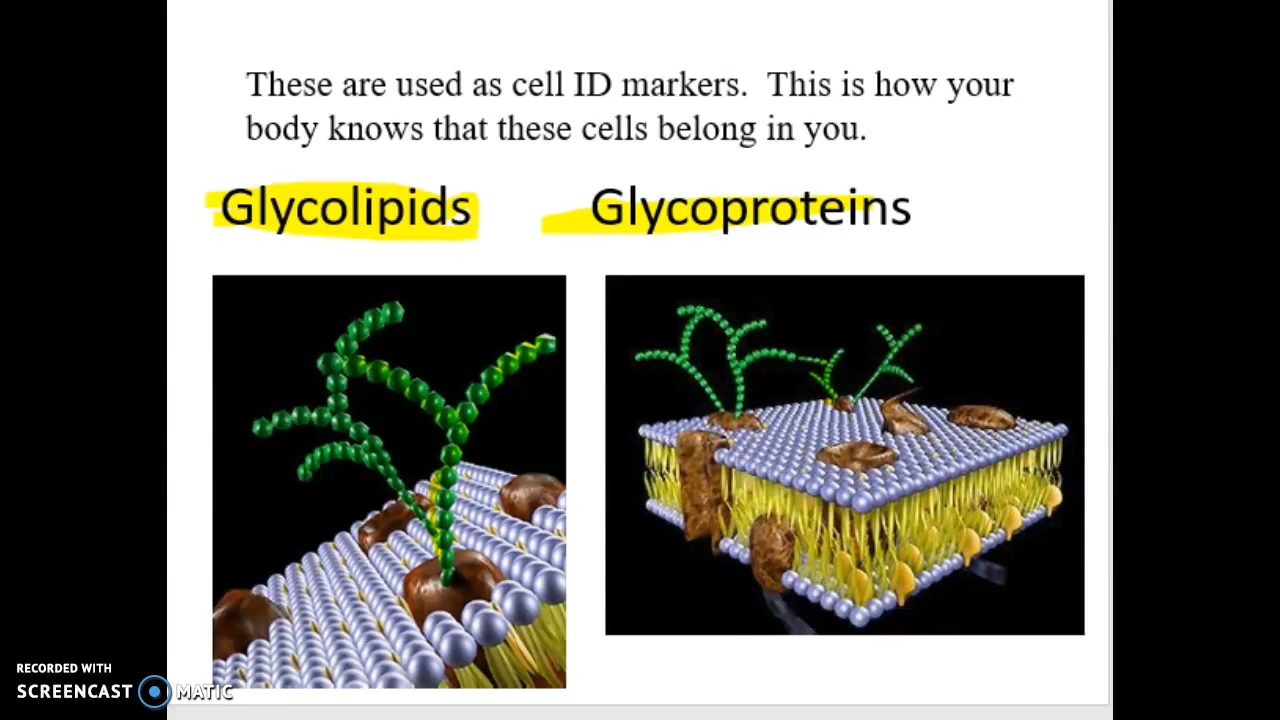 These are used as cell ID markers.  This is how your
body knows that these cells belong in you.
Glycolipids Glycoproteins
RECORDED WITH
SCREENCAST MATIC